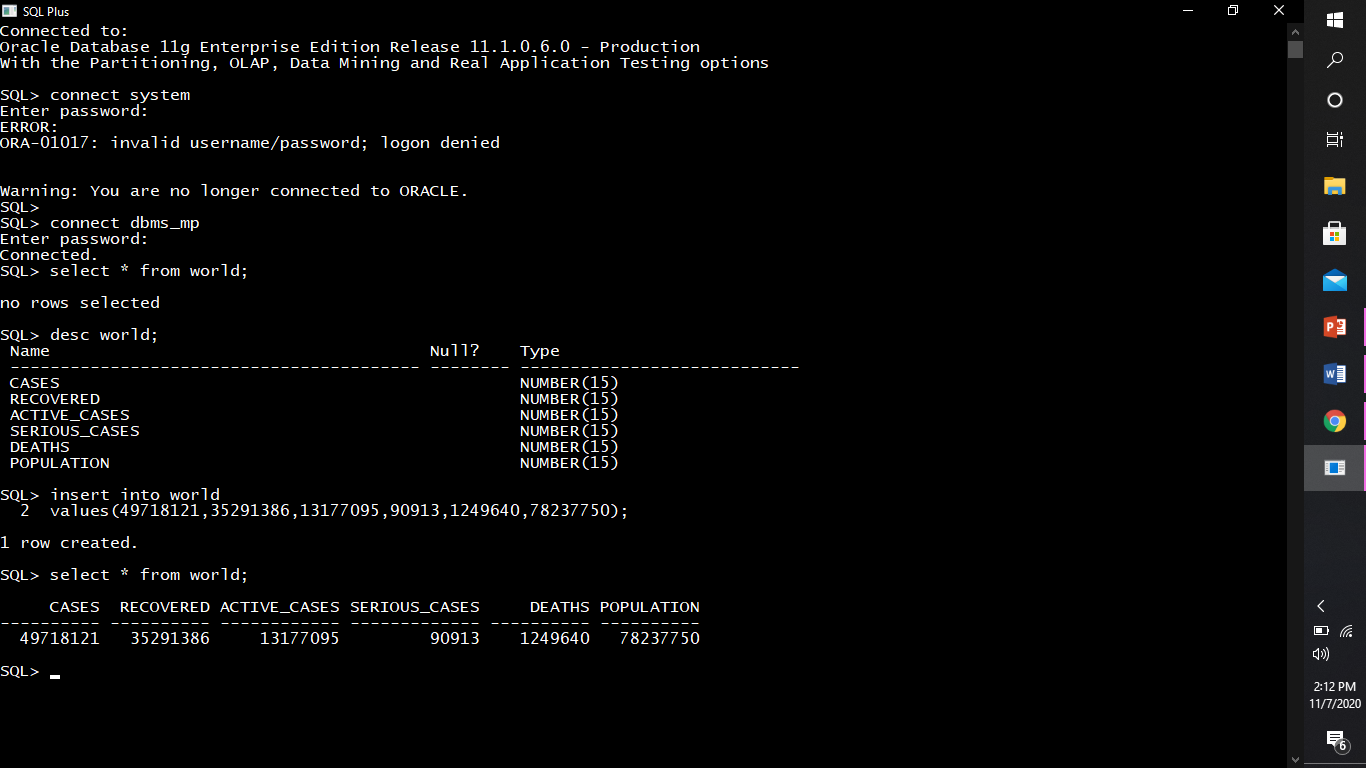 SQL Plus
Connected to:
Oracle Database 11g Enterprise Edition Release 11.1.0.6.0 - Production
With the Partitioning, OLAP, Data Mining and Real Application Testing options
SQL> connect system
Enter password:
ERROR:
ORA-01017: invalid username/password; logon denied
Warning: You are no longer connected to ORACLE.
SQL>
SQL> connect dbms_mp
Enter password:
Connected.
SQL> select * from world;
no rows selected
SQL> desc world;
Name Null? Type
----------------------------------------- -------- ----------------------------
CASES NUMBER(15)
RECOVERED NUMBER(15)
ACTIVE_CASES NUMBER(15)
SERIOUS_CASES NUMBER(15)
DEATHS NUMBER(15)
POPULATION NUMBER(15)
SQL> insert into world
2 values(49718121,35291386,13177095,90913,1249640,78237750);
1 row created.
SQL> select * from world;
CASES RECOVERED ACTIVE_CASES SERIOUS_CASES DEATHS POPULATION
---------- ---------- ------------ ------------- ---------- ----------
49718121 35291386 13177095 90913 1249640 78237750
SQL> _
2:12 PM
11/7/2020
6